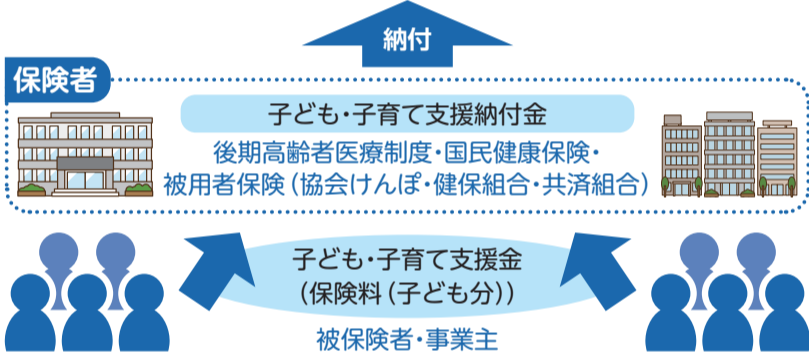 納付
保険者
子ども・子育て支援納付金
後期高齢者医療制度・国民健康保険・
被用者保険（協会けんぽ・健保組合・共済組合）
子ども・子育て支援金
（保険料（子ども分））
被保険者・事業主